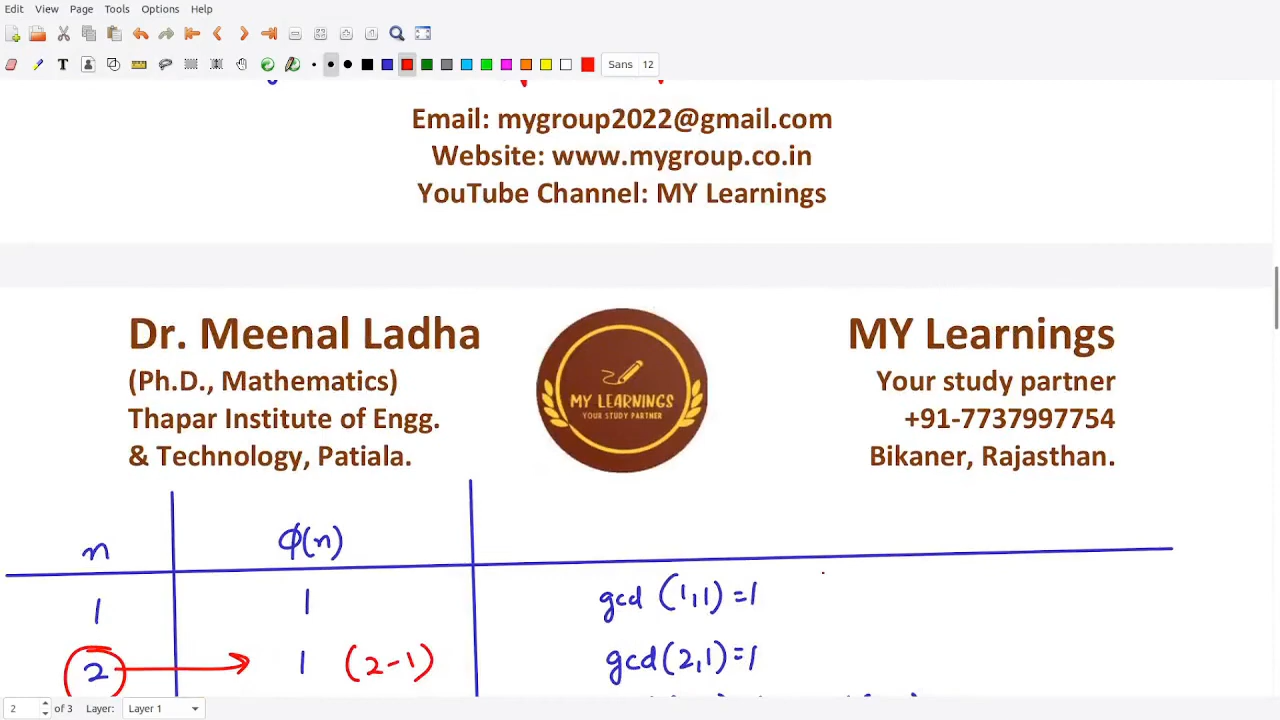 Edit View Page Tools Options Help
Sans 12
Email: mygroup2022@gmail.com
Website: www.mygroup.co.in
YouTube Channel: MY Learnings
Dr. Meenal Ladha
(Ph.D., Mathematics)
Thapar Institute of Engg.
& Technology, Patiala.
MY LEARNINGS
YOUR STUDY PARTNER
MY Learnings
Your study partner
+91-7737997754
Bikaner, Rajasthan.
n ϕ(n)
1 1 gcd (1,1) =1
2 1 (2-1) gcd(2,1)=1
2 of 3 Layer: Layer 1